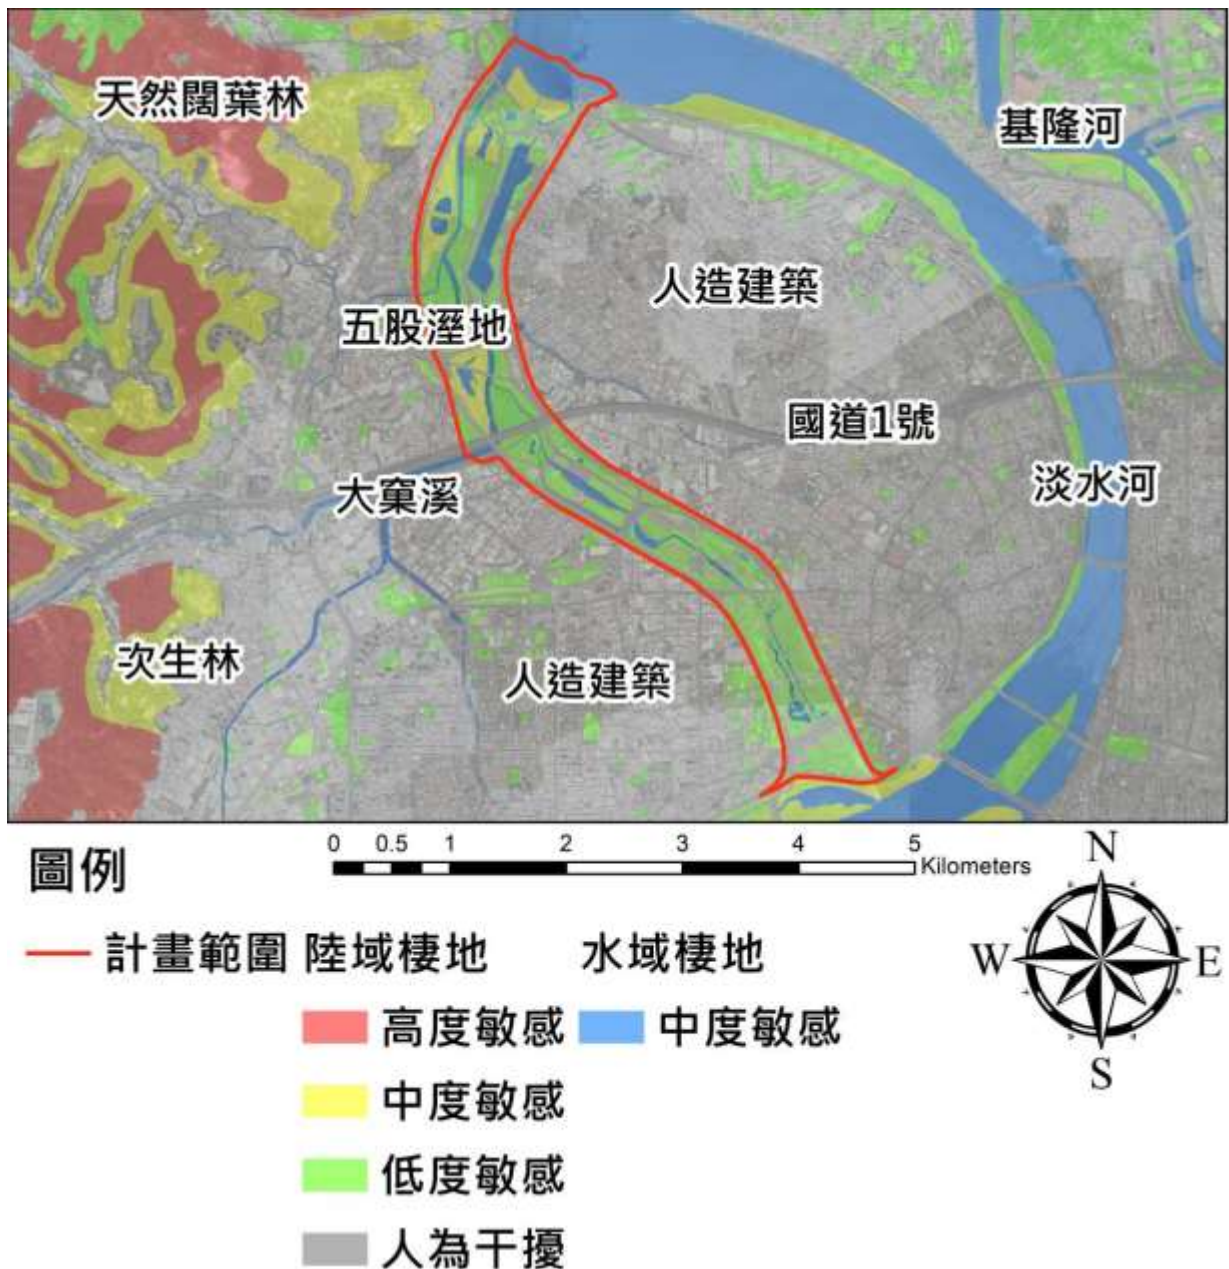 天然闊葉林
基隆河
人造建築
五股溼地
國道1號
淡水河
大窠溪
次生林
人造建築
圖例
0 0.5 1 2 3 4 5
Kilometers
N
W E
S
計畫範圍 陸域棲地 水域棲地
高度敏感 中度敏感
中度敏感
低度敏感
人為干擾